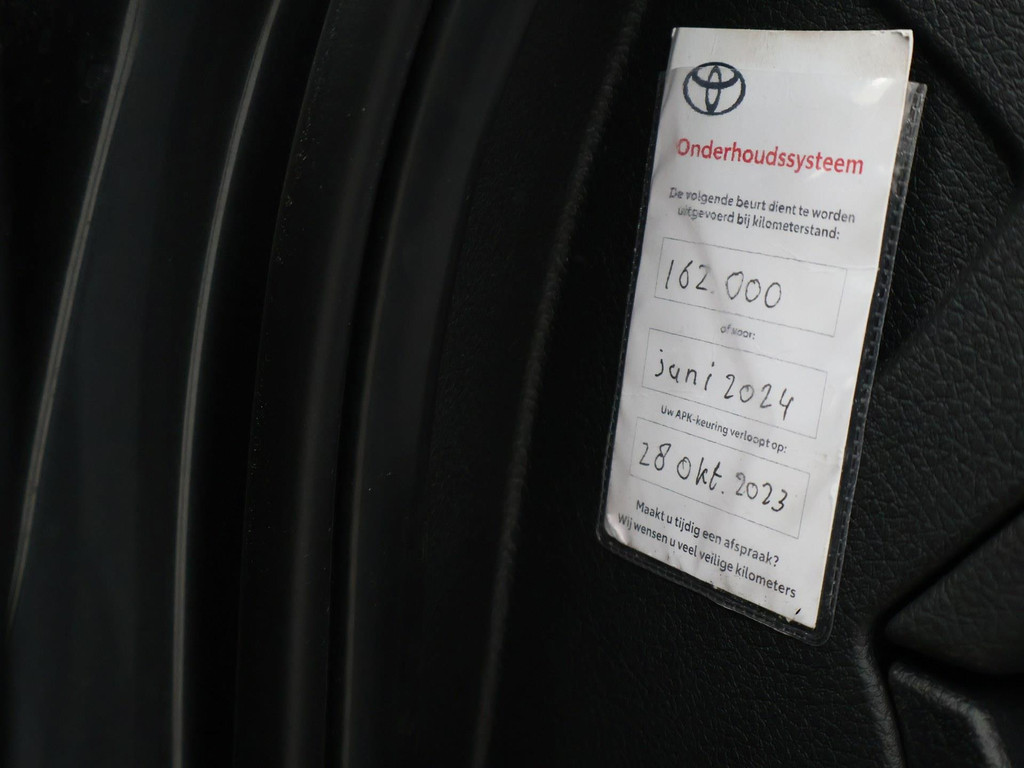 Onderhoudssysteem
De volgende beurt dient te worden
uitgevoerd bij kilometerstand:
162.000
of voor:
juni 2024
Uw APK-keuring verloopt op:
28 okt. 2023
Maakt u tijdig een afspraak?
Wij wensen u veel veilige kilometers